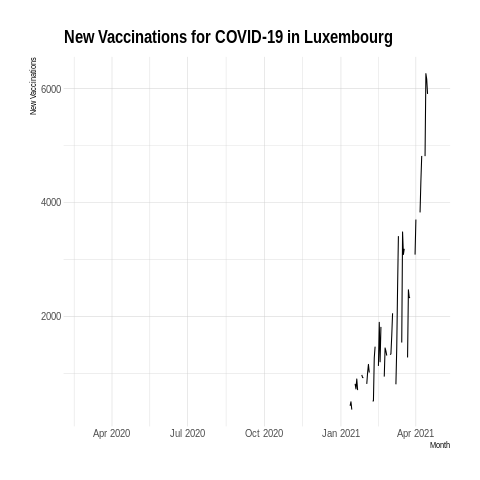 New Vaccinations for COVID-19 in Luxembourg
New Vaccinations
6000
4000
2000
Apr 2020 Jul 2020 Oct 2020 Jan 2021 Apr 2021
Month